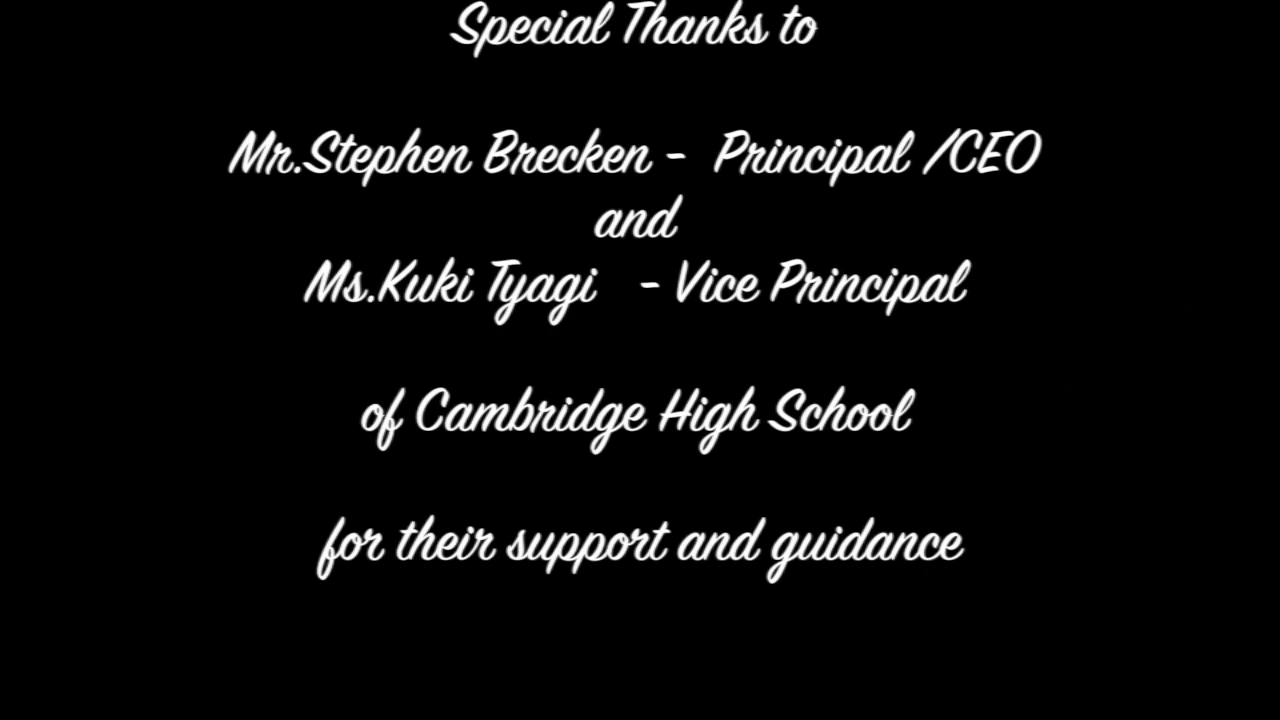 Special Thanks to
Mr.Stephen Brecken - Principal /CEO
and
Ms.Kuki Tyagi - Vice Principal
of Cambridge High School
for their support and guidance